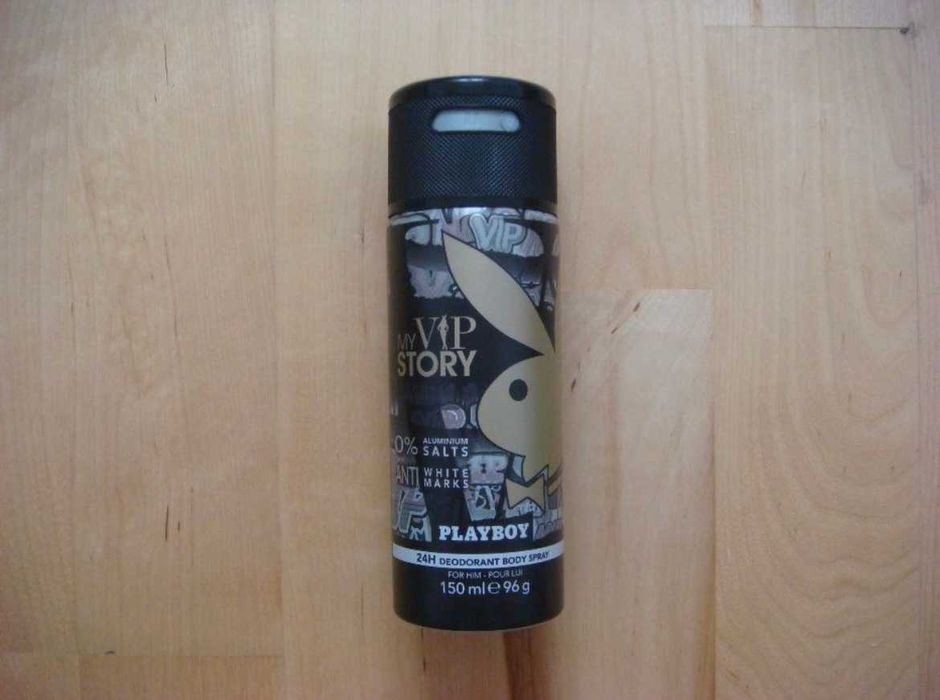 VIP
MY VIP
STORY
0% ALUMINIUM
SALTS
ANTI WHITE
MARKS
PLAYBOY
24H DEODORANT BODY SPRAY
FOR HIM - POUR LUI
150 ml e 96 g